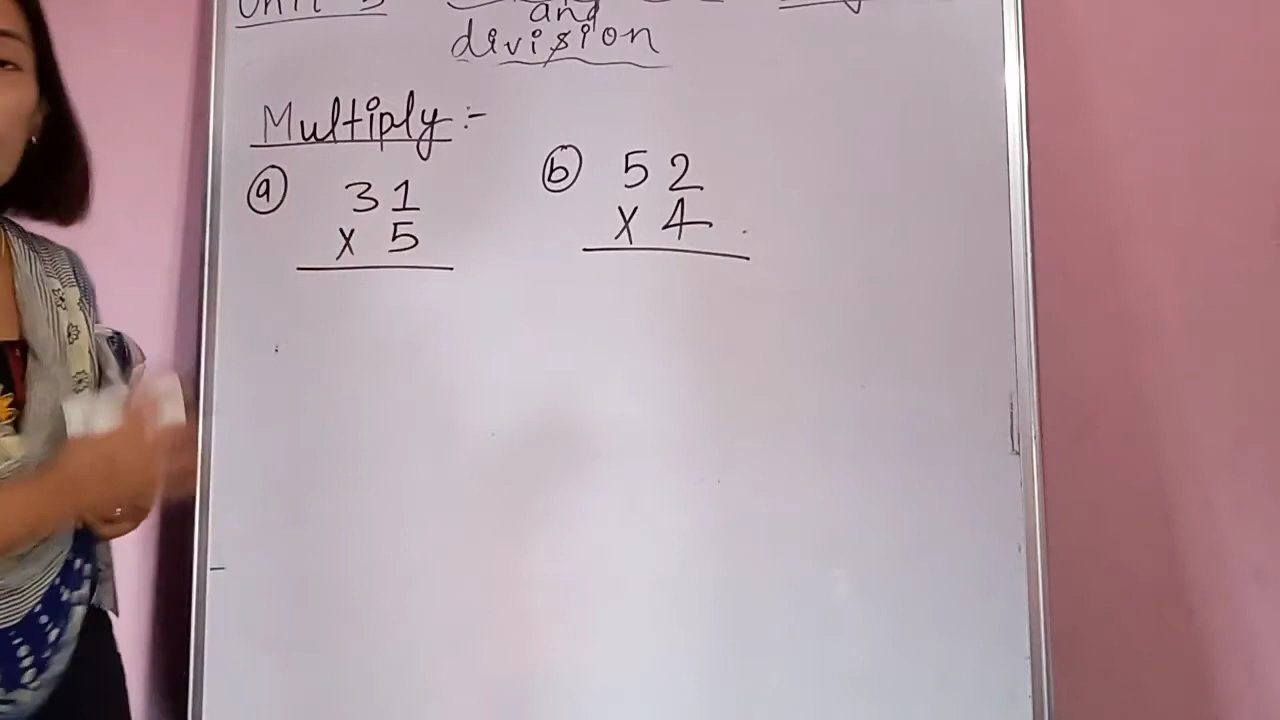 and
division
Multiply :-
(a) 31
x 5
(b) 52
x 4